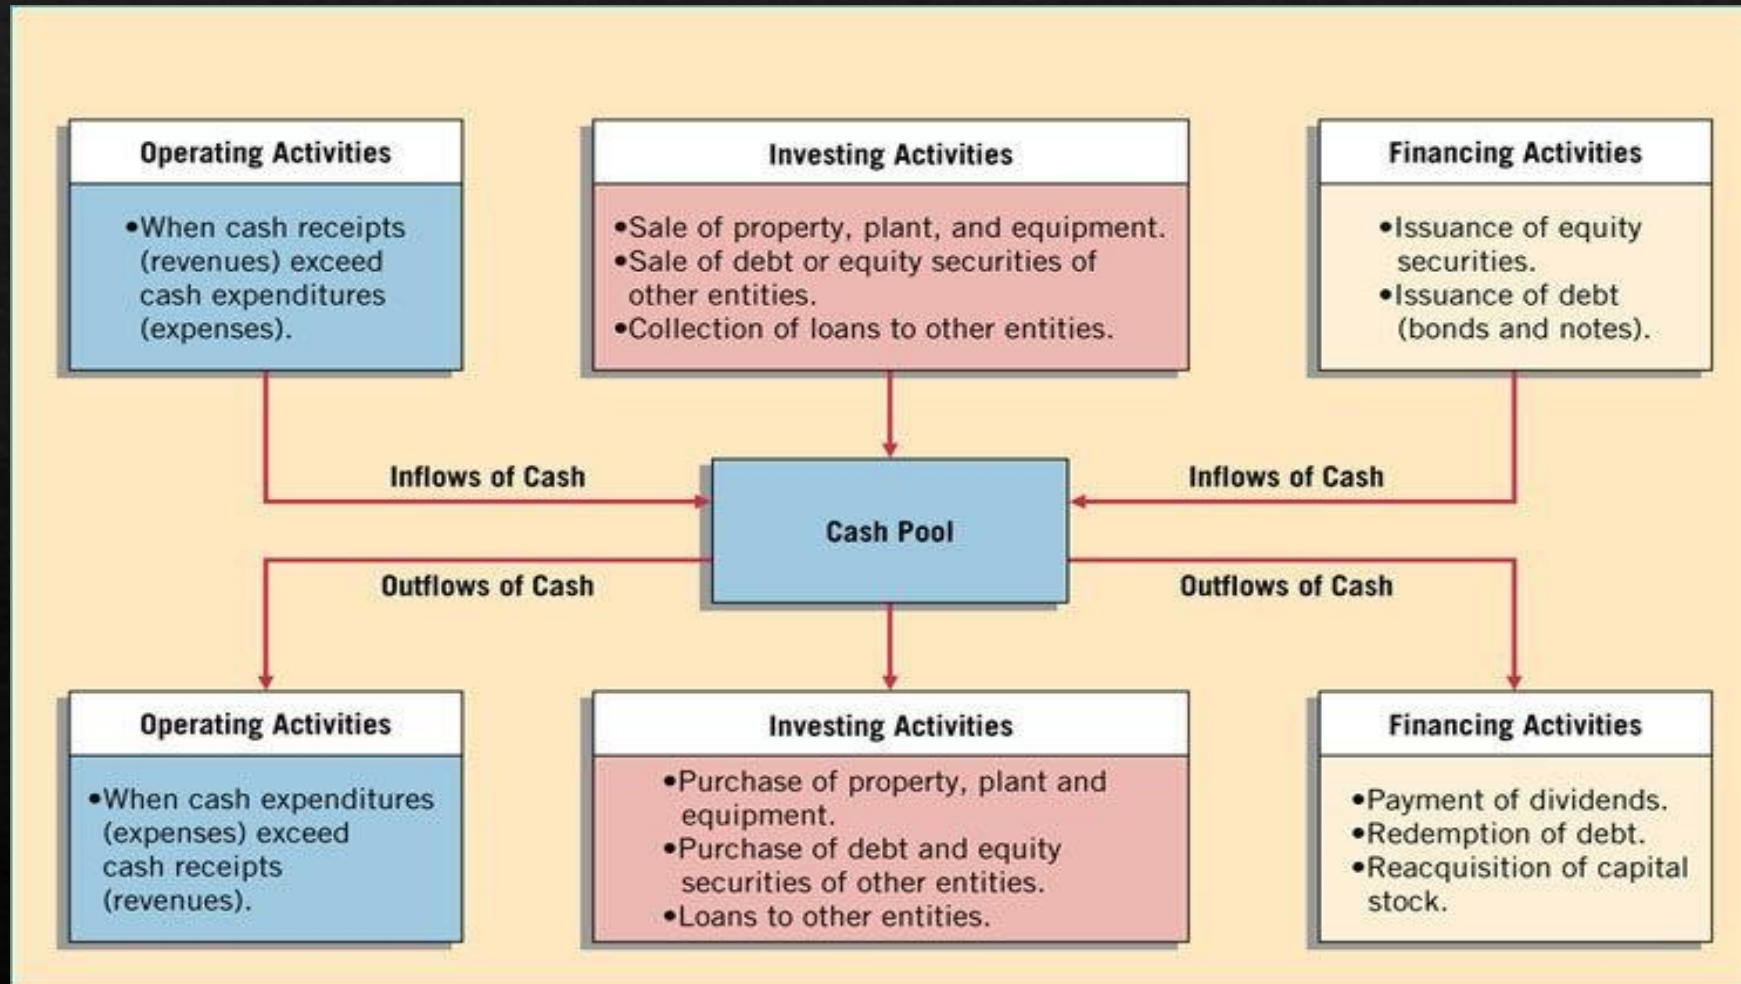 Operating Activities
•When cash receipts
(revenues) exceed
cash expenditures
(expenses).
Investing Activities
•Sale of property, plant, and equipment.
•Sale of debt or equity securities of
other entities.
•Collection of loans to other entities.
Financing Activities
•Issuance of equity
securities.
•Issuance of debt
(bonds and notes).
Inflows of Cash
Inflows of Cash
Cash Pool
Outflows of Cash
Outflows of Cash
Operating Activities
•When cash expenditures
(expenses) exceed
cash receipts
(revenues).
Investing Activities
•Purchase of property, plant and
equipment.
•Purchase of debt and equity
securities of other entities.
•Loans to other entities.
Financing Activities
•Payment of dividends.
•Redemption of debt.
•Reacquisition of capital
stock.